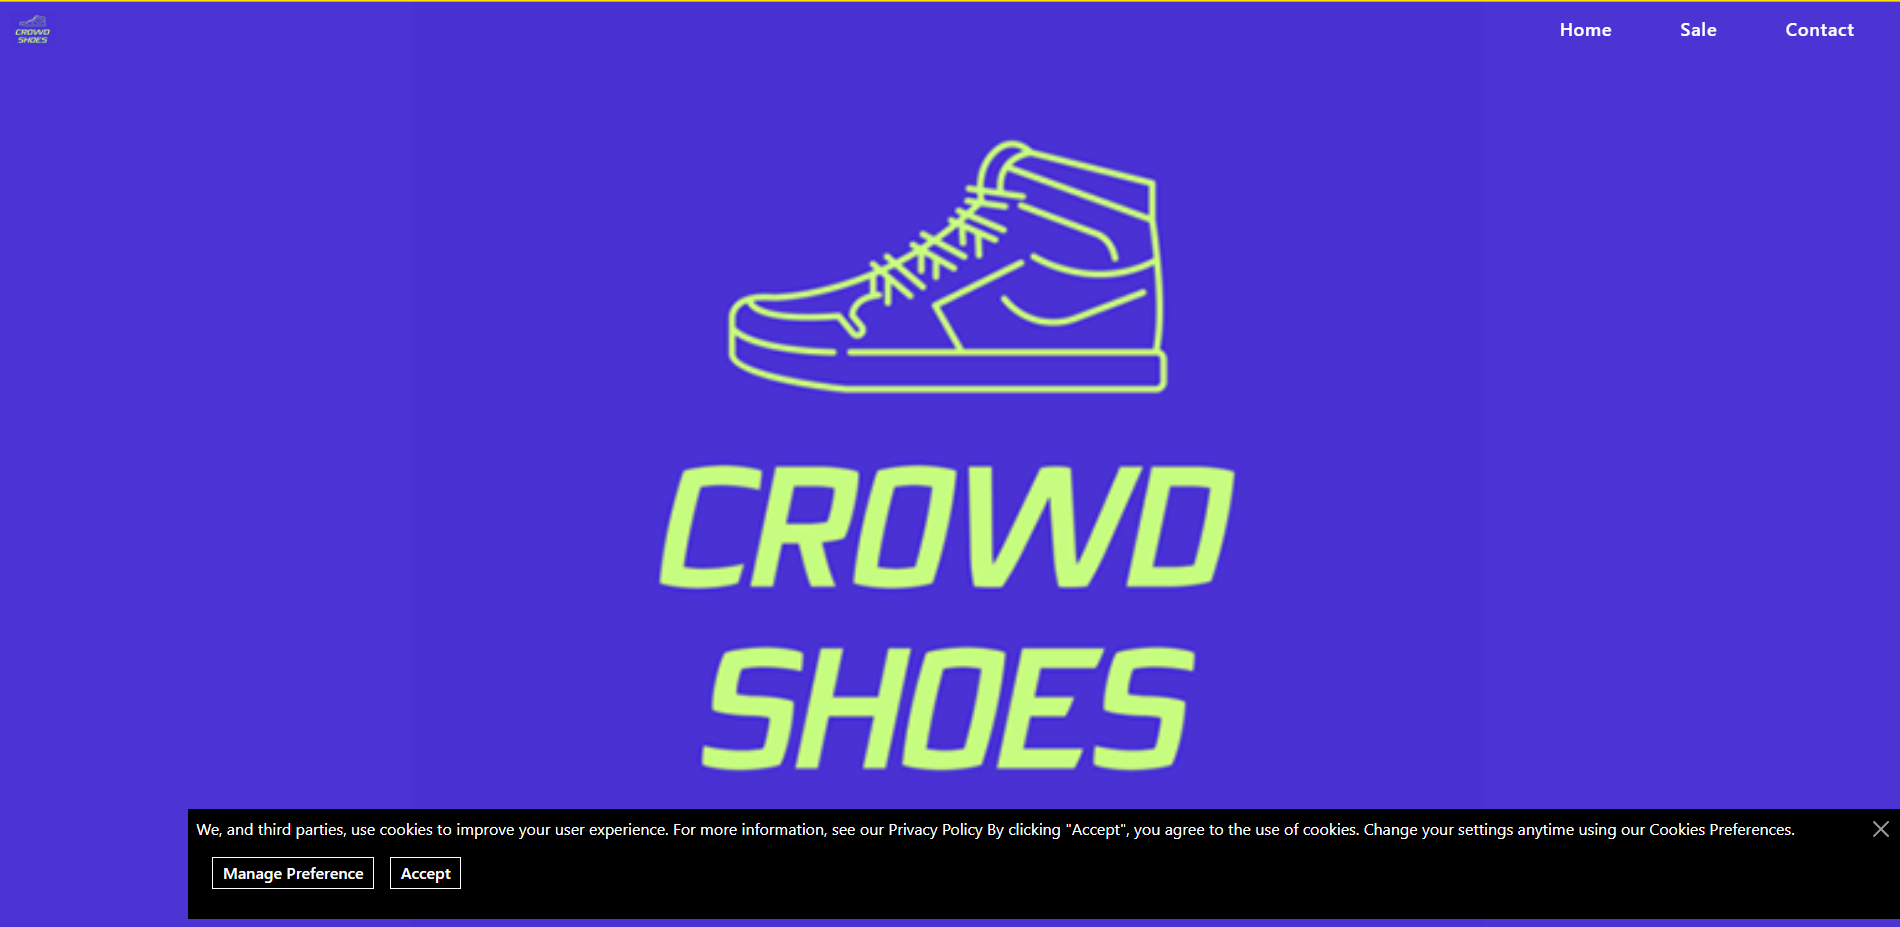 CROWD
SHOES
Home Sale Contact
CROWD
SHOES
We, and third parties, use cookies to improve your user experience. For more information, see our Privacy Policy By clicking "Accept", you agree to the use of cookies. Change your settings anytime using our Cookies Preferences.
Manage Preference Accept